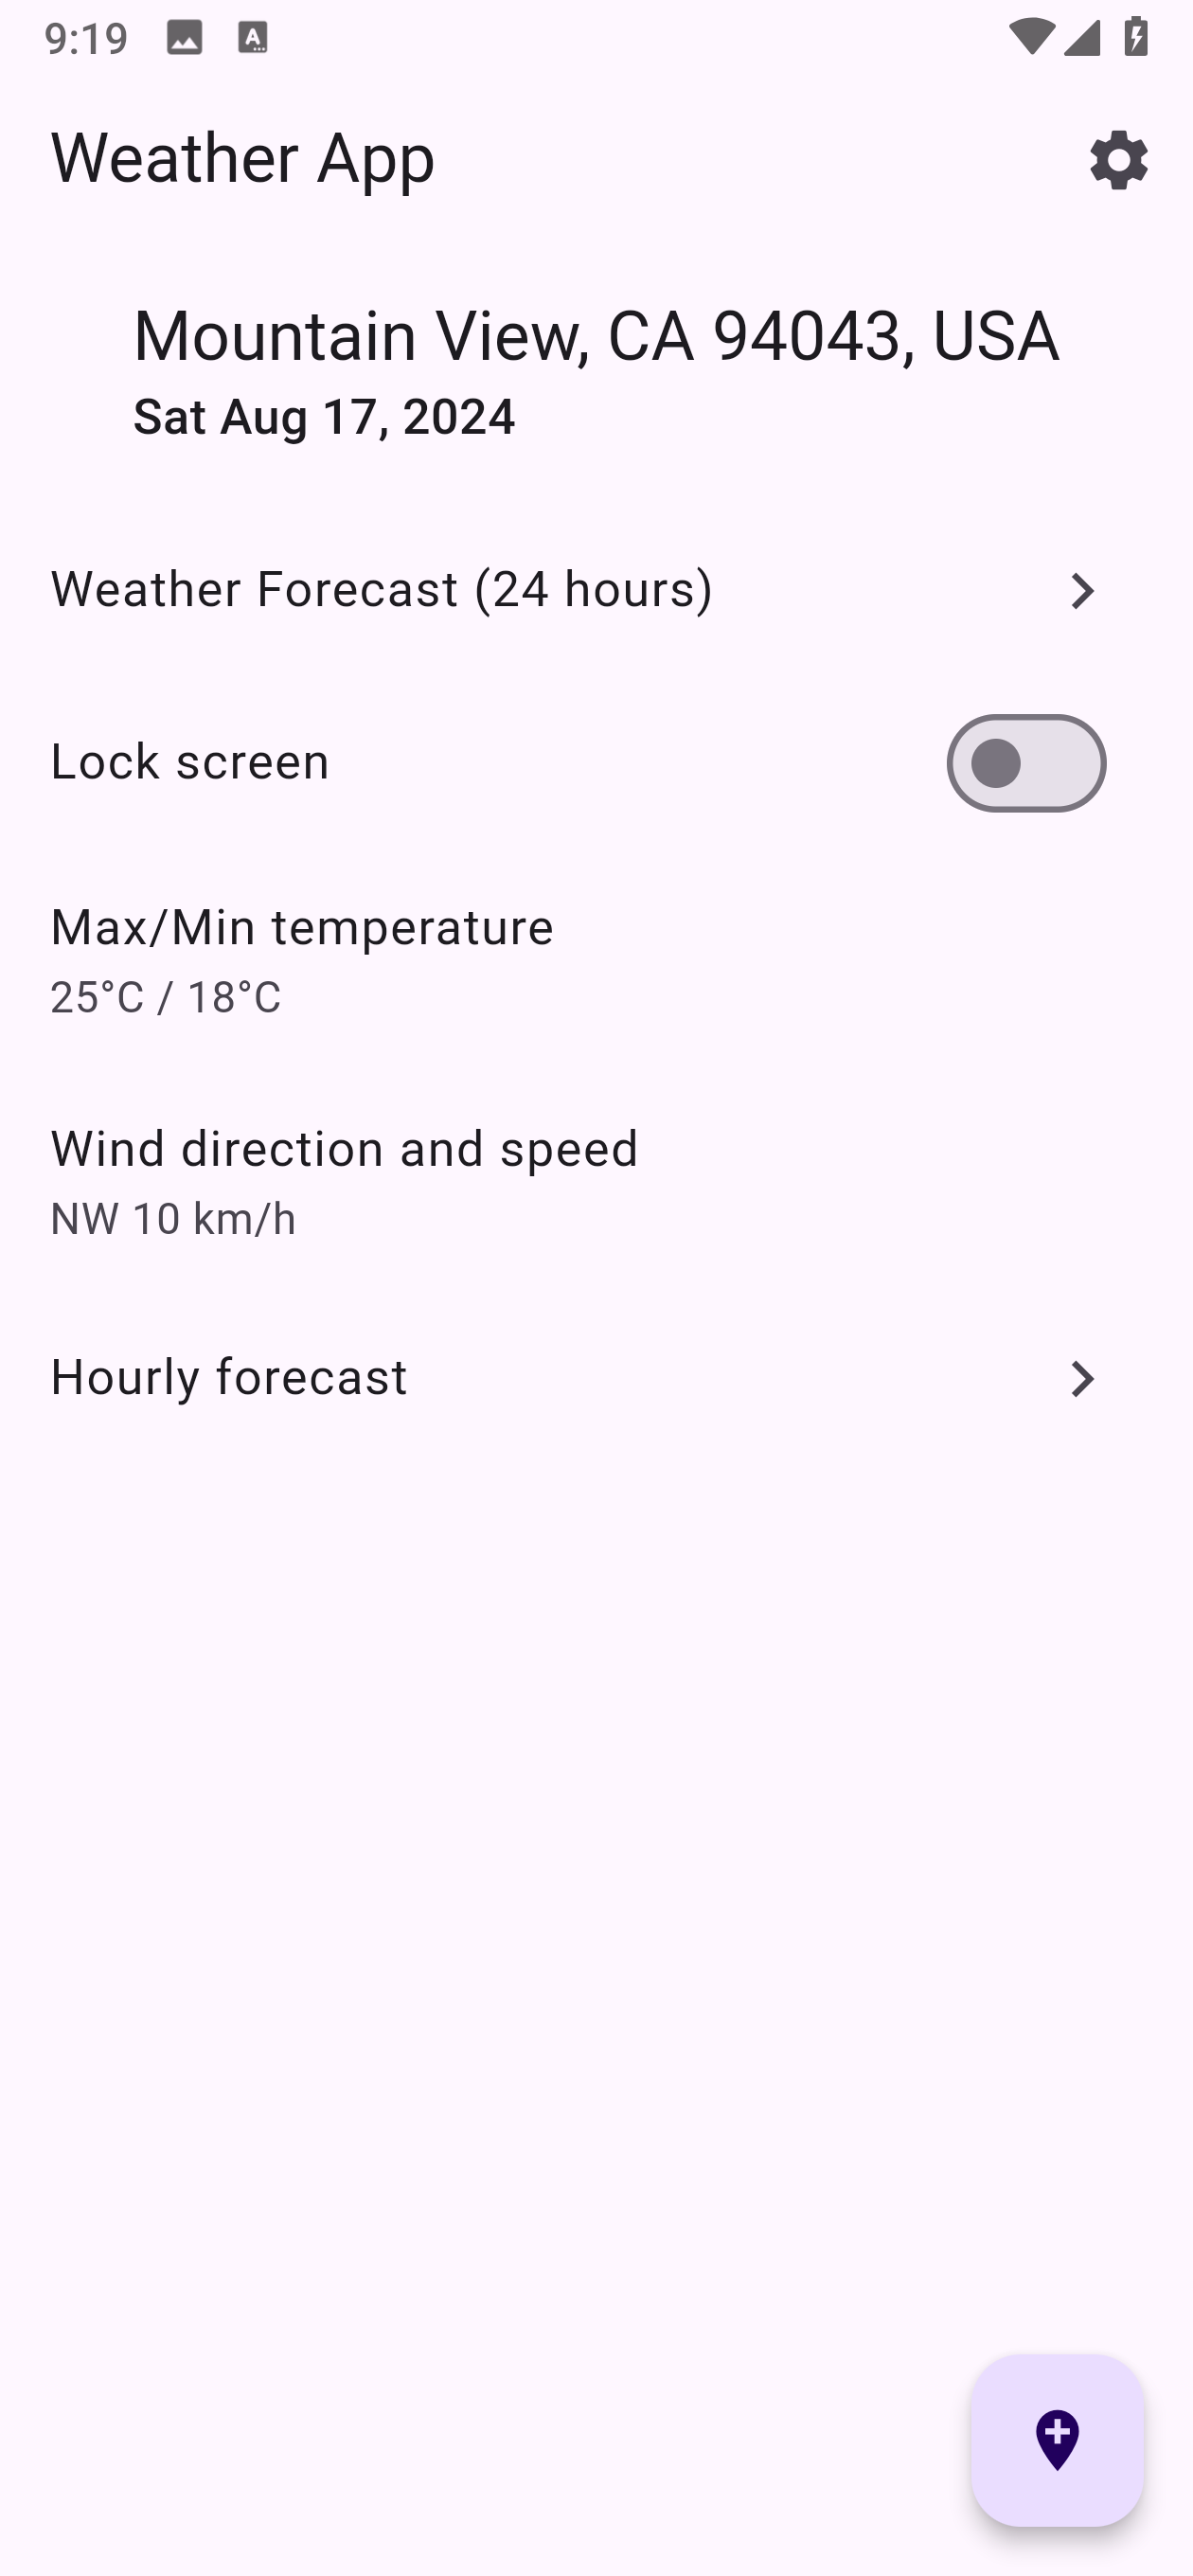 9:19
Weather App
Mountain View, CA 94043, USA
Sat Aug 17, 2024
Weather Forecast (24 hours)
Lock screen
Max/Min temperature
25°C / 18°C
Wind direction and speed
NW 10 km/h
Hourly forecast